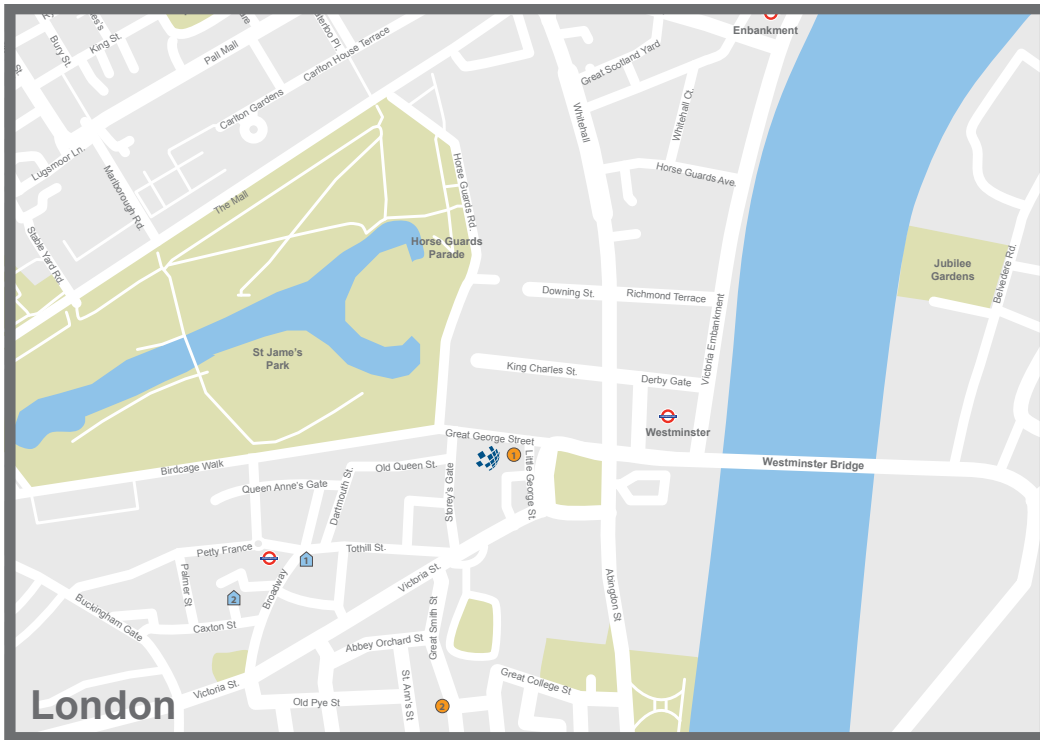 Enbankment
King St.
Bury St.
Pall Mall
Carlton House Terrace
Great Scotland Yard
Whitehall
Whitehall Ct.
Carlton Gardens
Lugsmoor Ln.
Marlborough Rd.
Horse Guards Rd.
Horse Guards Ave.
The Mall
Stable Yard Rd.
Horse Guards
Parade
Jubilee
Gardens
Belvedere Rd.
Downing St.
Richmond Terrace
Victoria Embankment
St Jame's
Park
King Charles St.
Derby Gate
Westminster
Great George Street
1
Little George St.
Westminster Bridge
Birdcage Walk
Old Queen St.
Queen Anne's Gate
Dartmouth St.
Storey's Gate
Petty France
Tothill St.
1
Palmer St
Broadway
Victoria St.
Abingdon St
2
Buckingham Gate
Caxton St
Great Smith St
Abbey Orchard St
St. Ann's St
Great College St
Victoria St.
Old Pye St
2
London